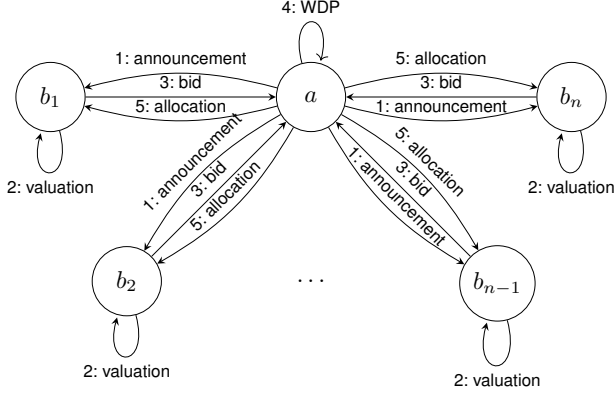 4: WDP
1: announcement
3: bid
5: allocation
b₁
2: valuation
a
5: allocation
3: bid
1: announcement
bₙ
2: valuation
1: announcement
3: bid
5: allocation
b₂
2: valuation
...
5: allocation
3: bid
1: announcement
bₙ₋₁
2: valuation